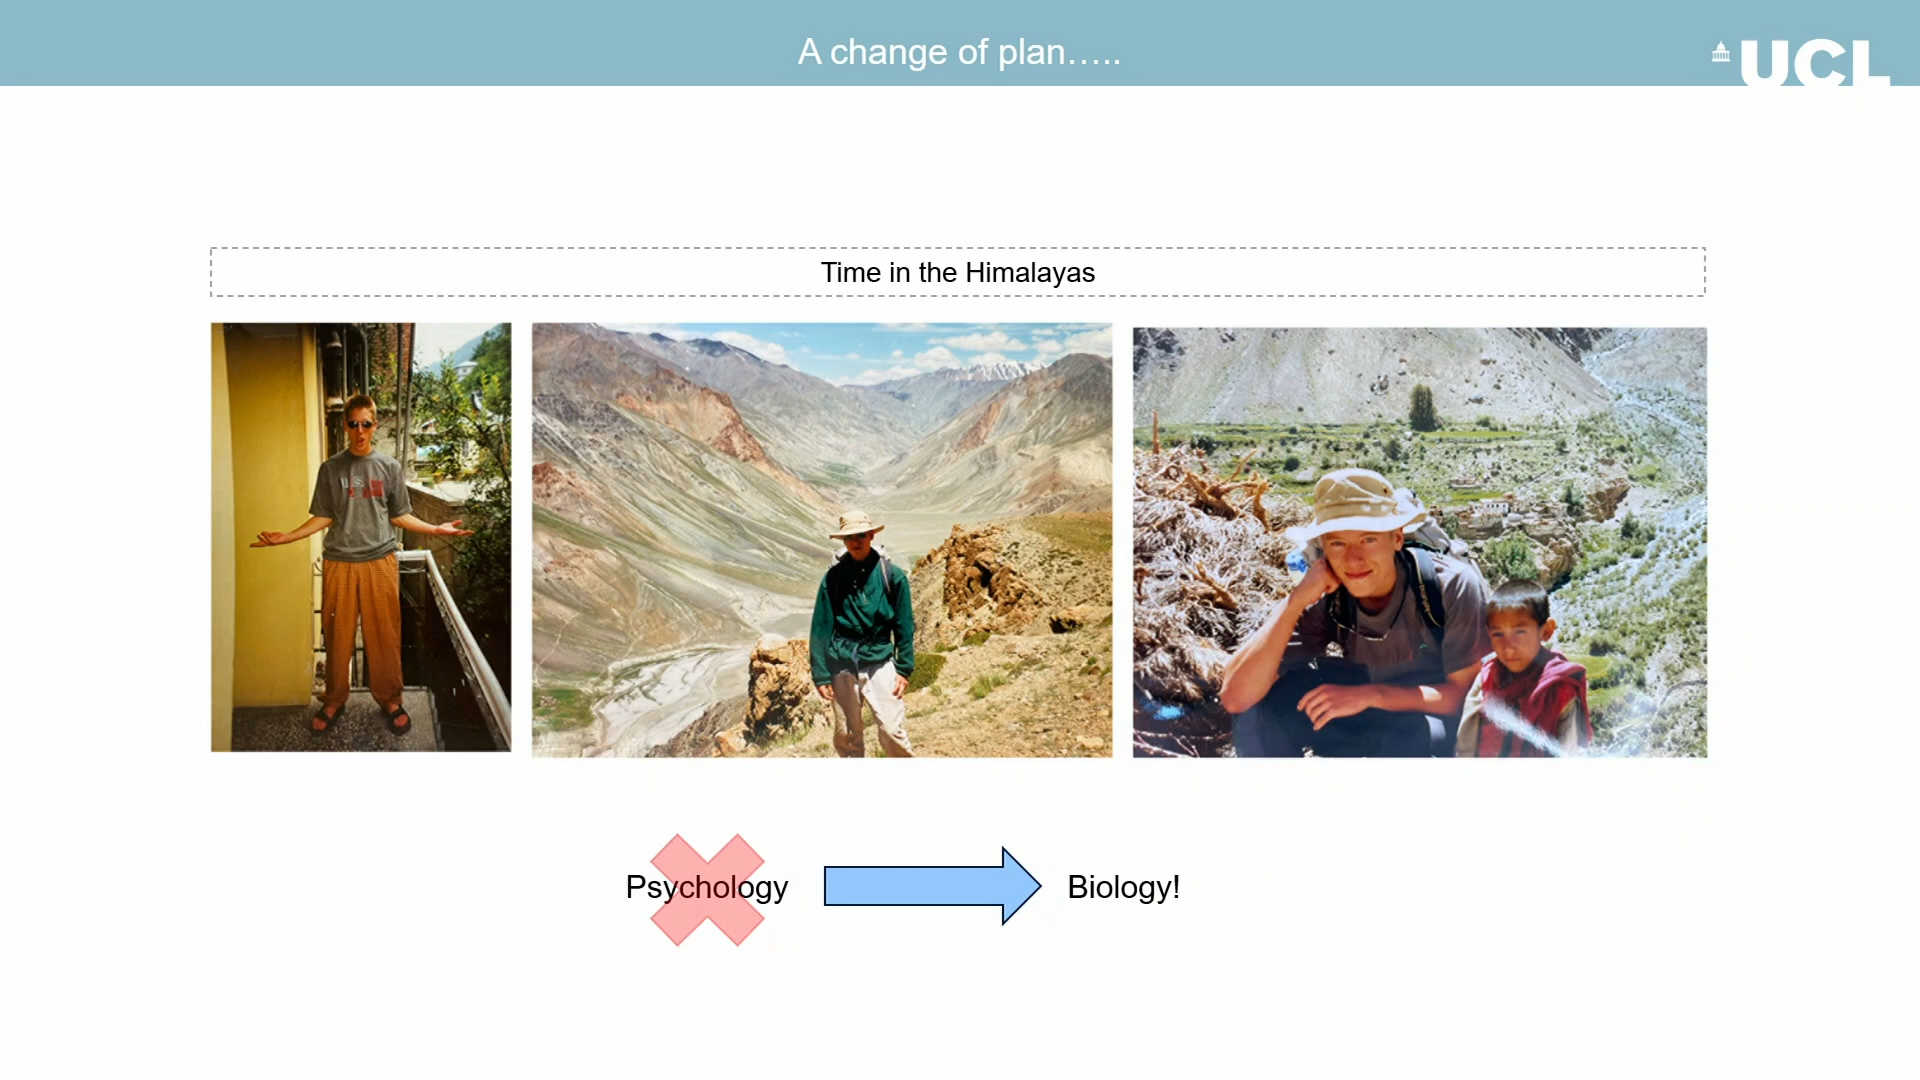 A change of plan.....
UCL
Time in the Himalayas
Psychology
Biology!